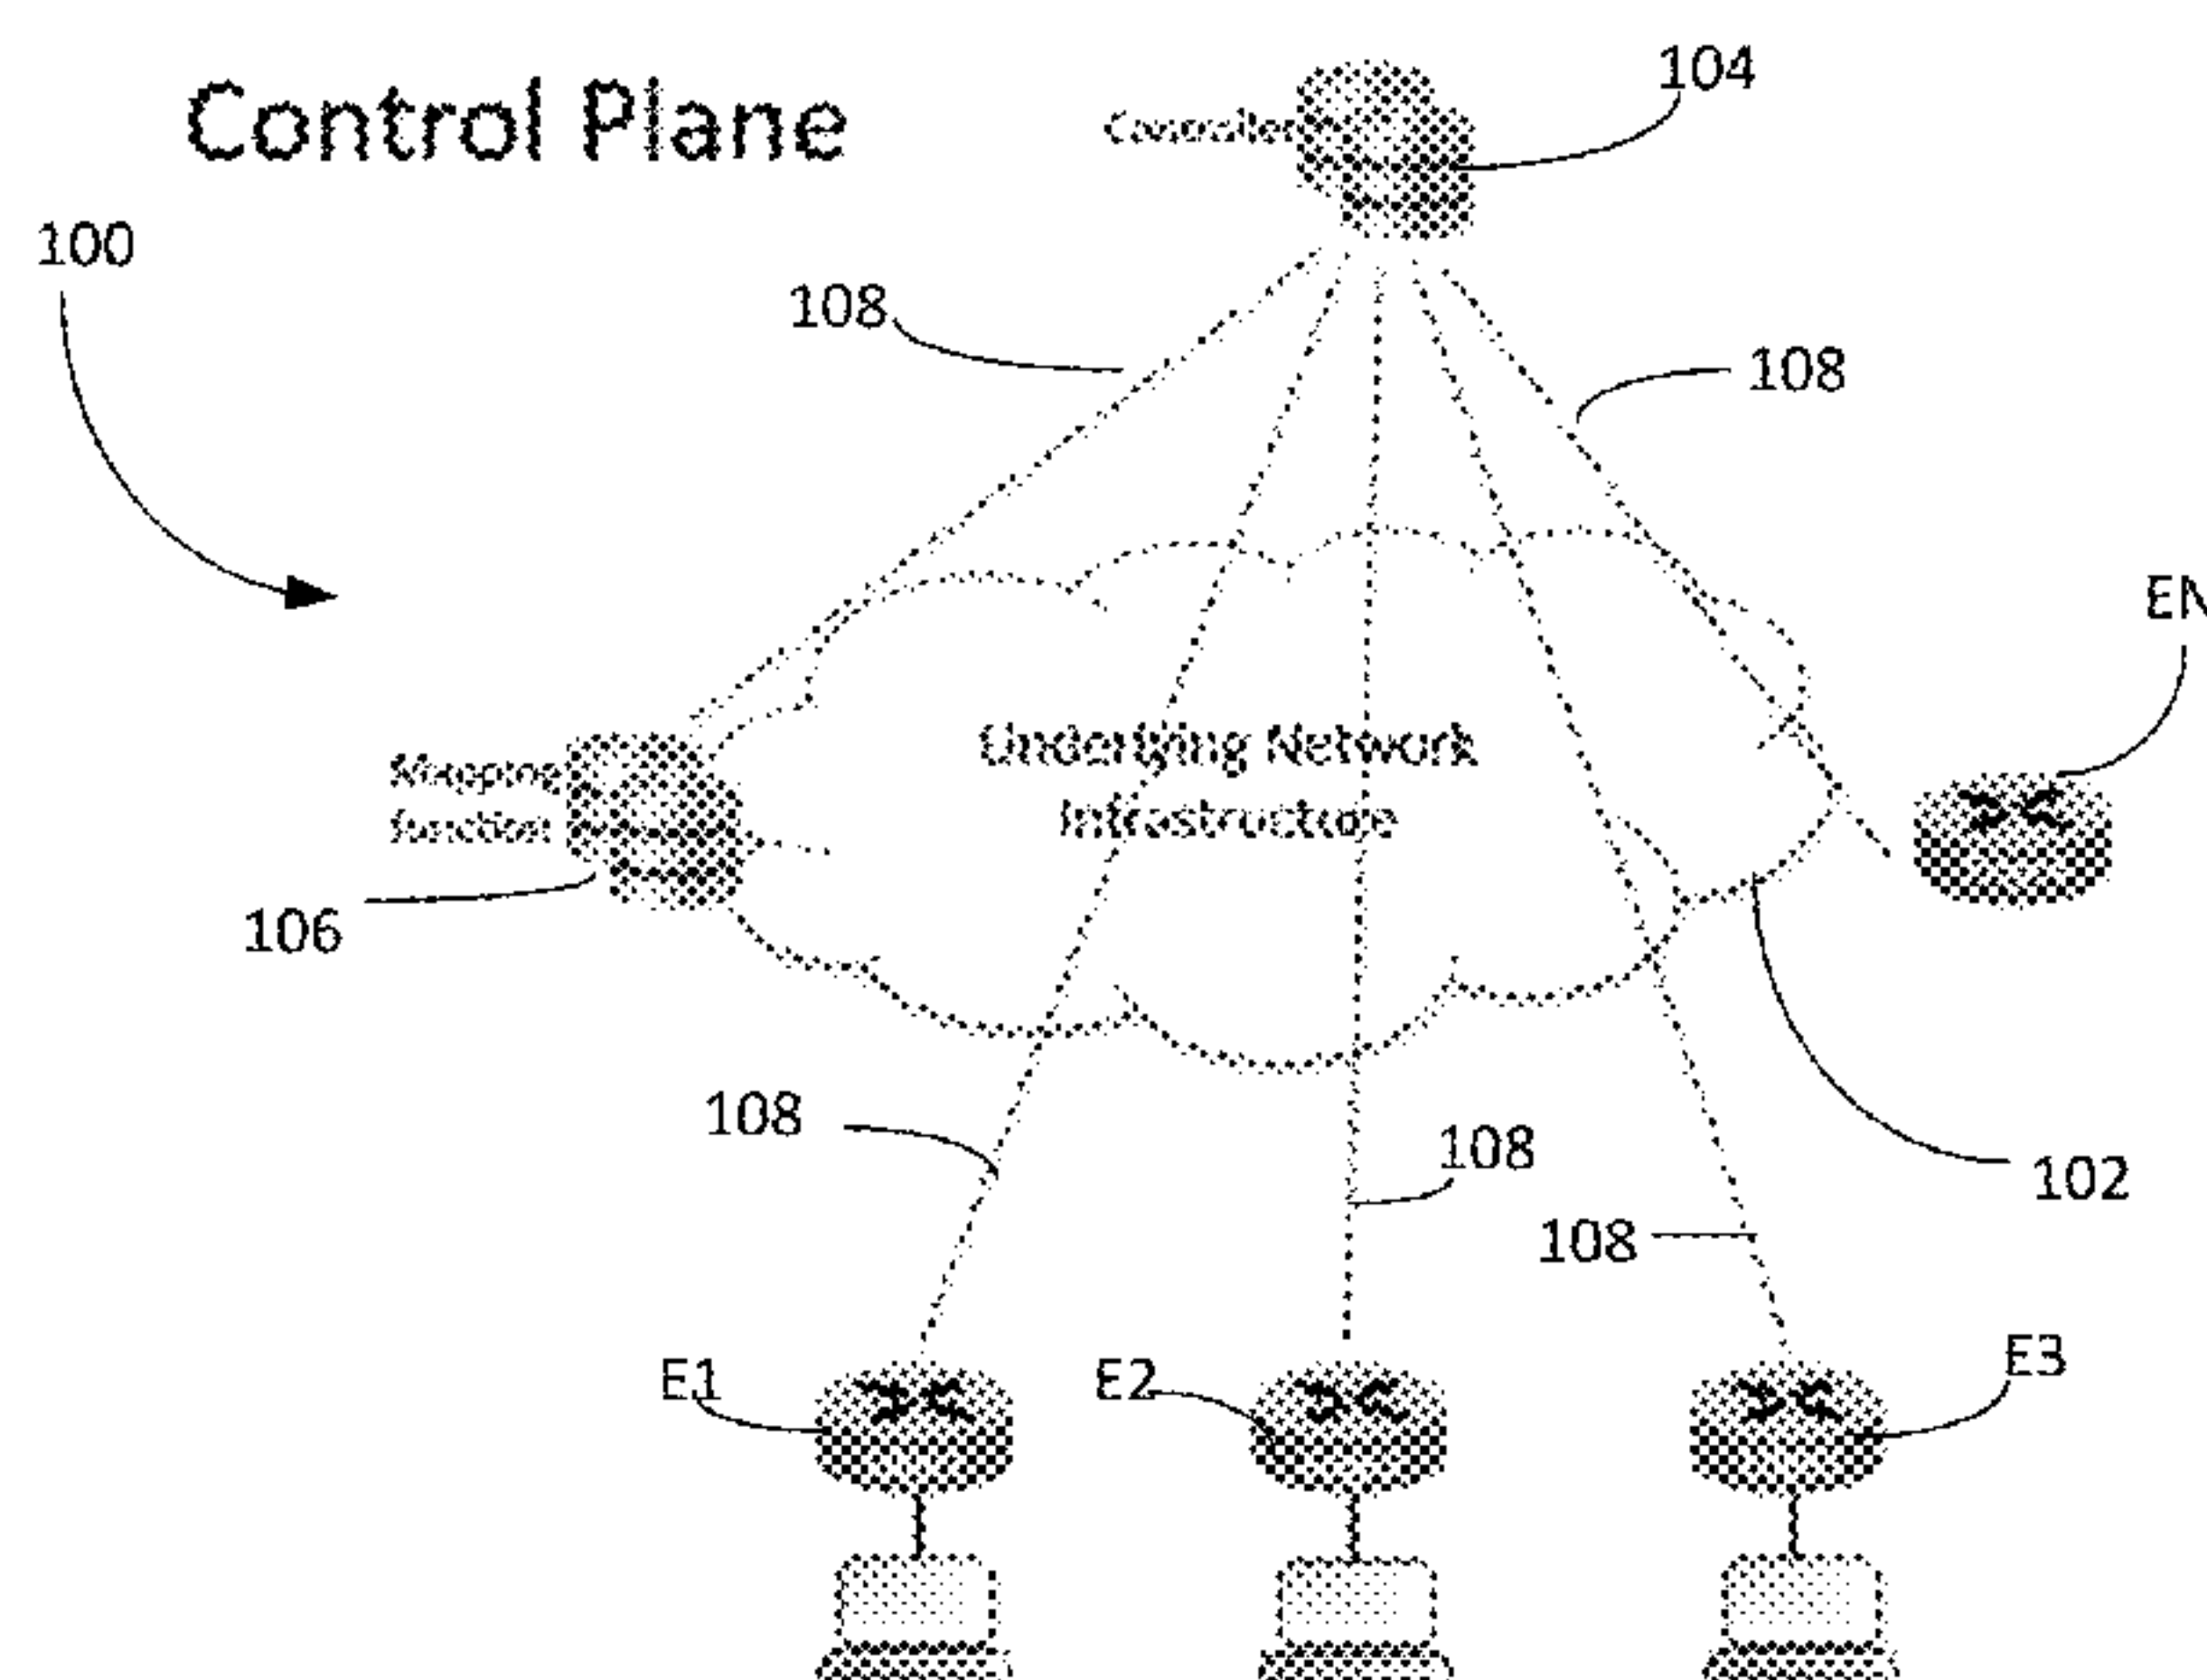 Control Plane
Controller
104
100
108
108
EN
Underlying Network
Infrastructure
Mapping
function
106
108
108
102
108
E1
E2
E3